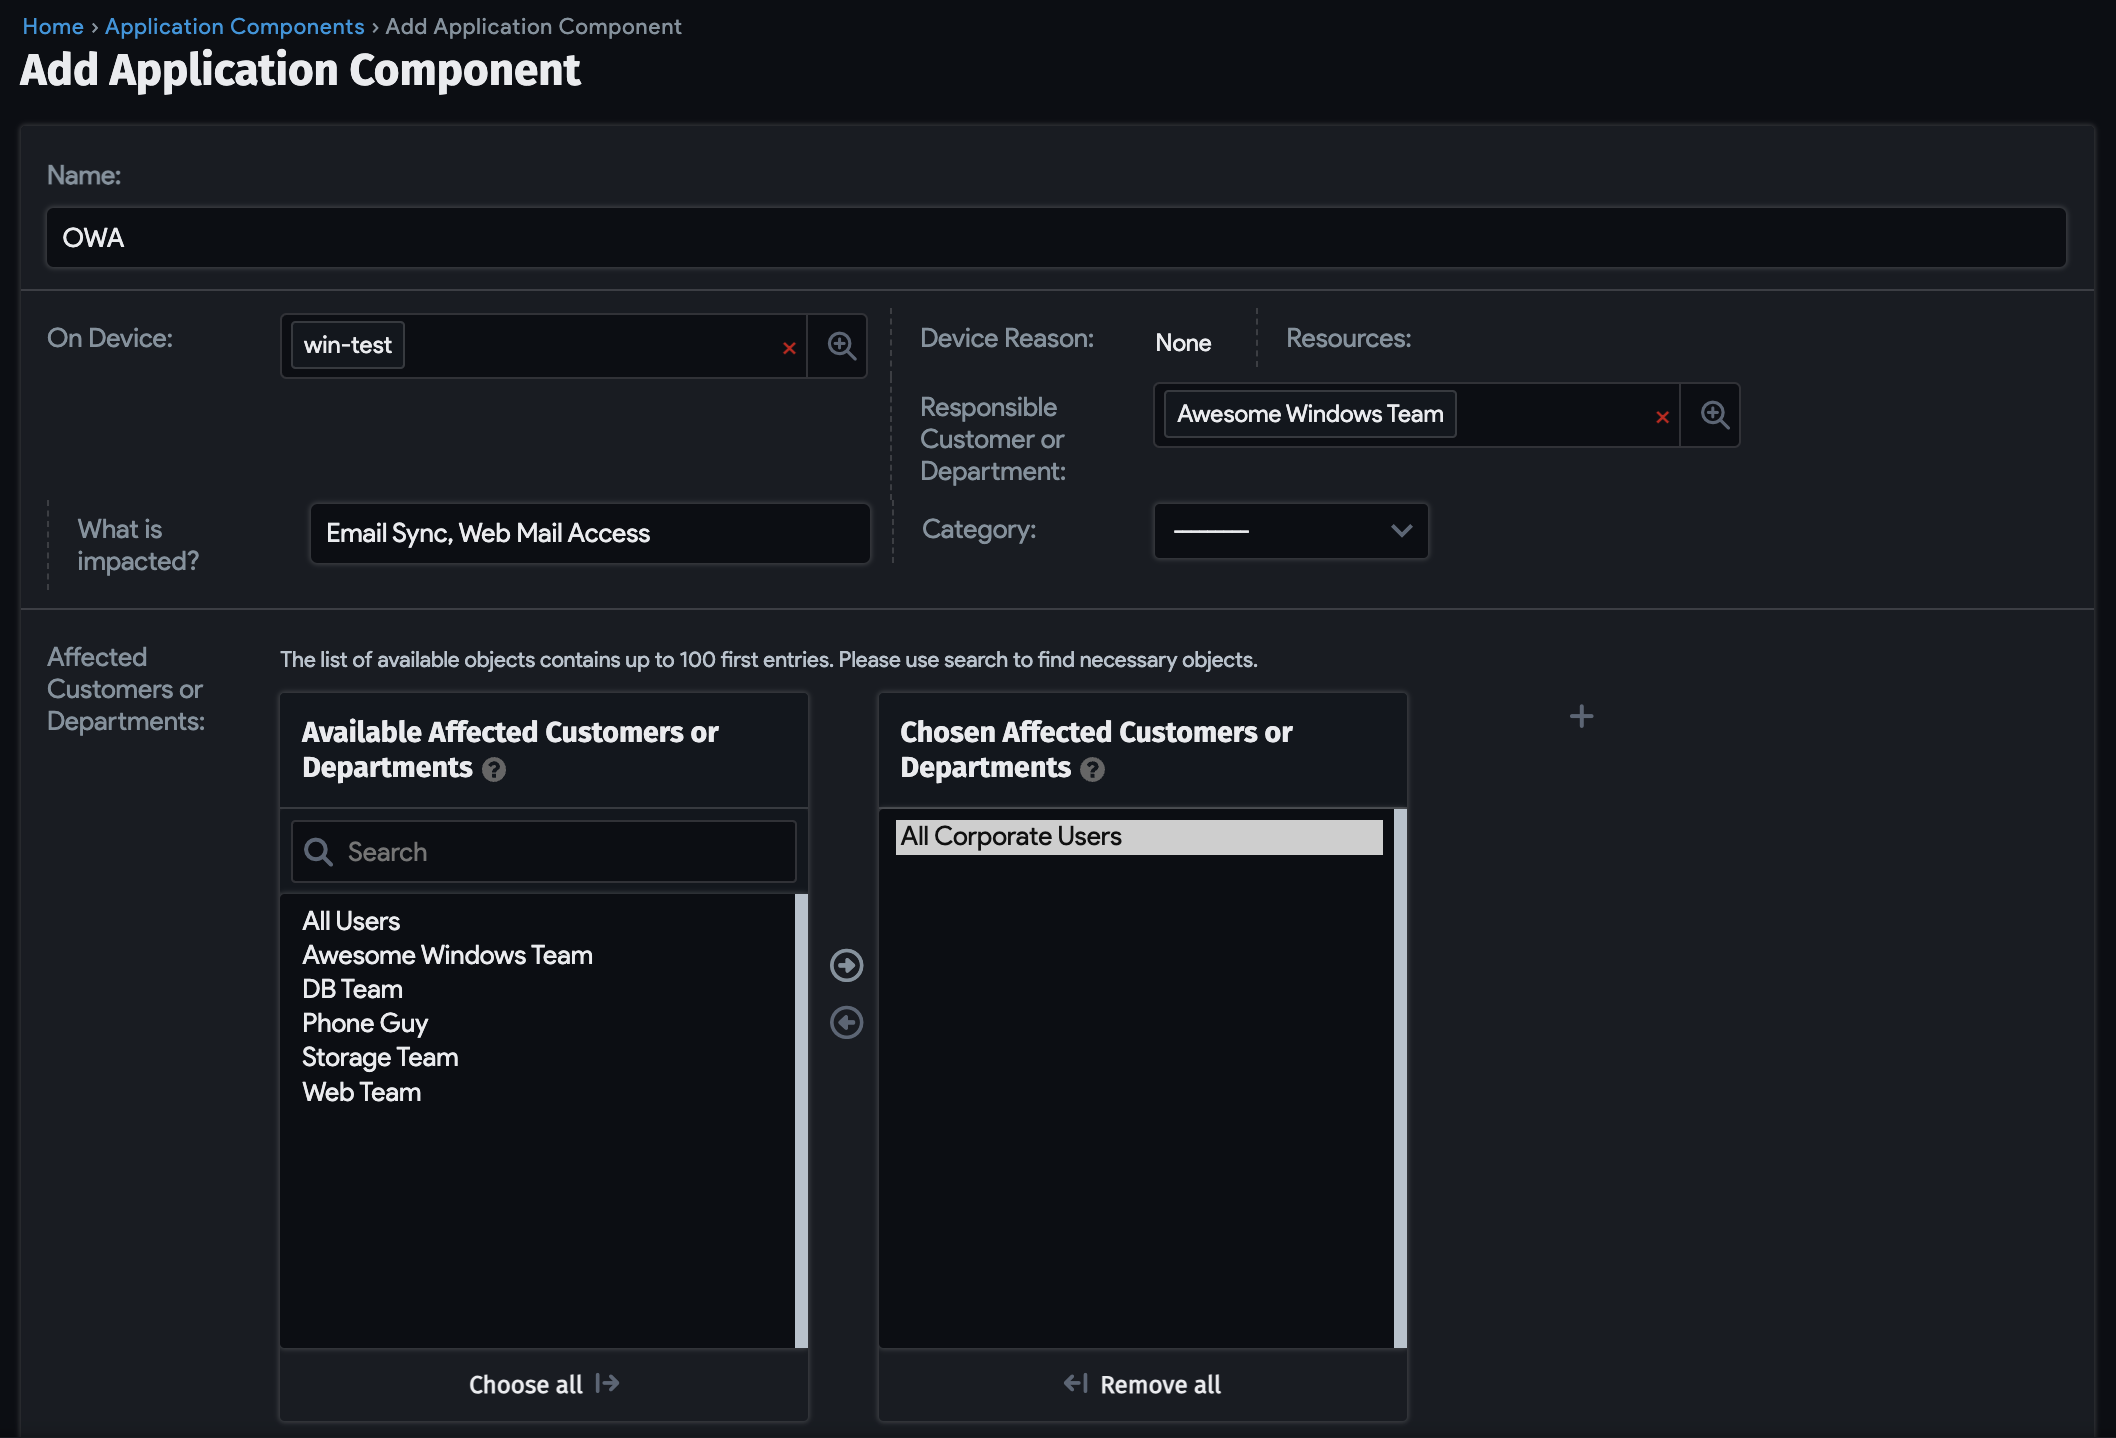 Home › Application Components › Add Application Component
Add Application Component
Name:
OWA
On Device:
win-test
Device Reason:
None
Resources:
Responsible
Customer or
Department:
Awesome Windows Team
What is
impacted?
Email Sync, Web Mail Access
Category:
---------
Affected
Customers or
Departments:
The list of available objects contains up to 100 first entries. Please use search to find necessary objects.
Available Affected Customers or
Departments ?
Search
All Users
Awesome Windows Team
DB Team
Phone Guy
Storage Team
Web Team
Choose all
Chosen Affected Customers or
Departments ?
All Corporate Users
Remove all